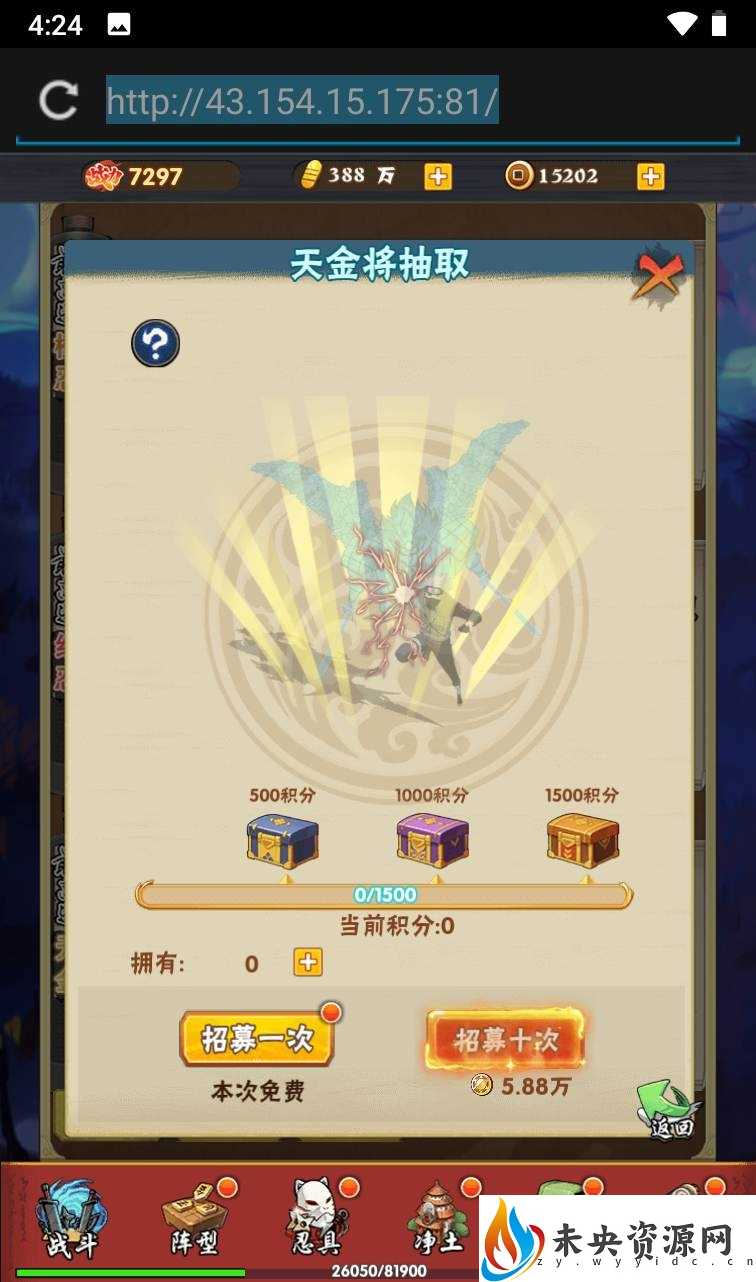 4:24
http://43.154.15.175:81/
战力 7297
388 万
15202
天金将抽取
500积分
1000积分
1500积分
0/1500
当前积分:0
拥有: 0
招募一次
招募十次
本次免费
5.88万
返回
战斗
阵型
忍具
净土
未央资源网
zy.wyyidc.cn
26050/81900